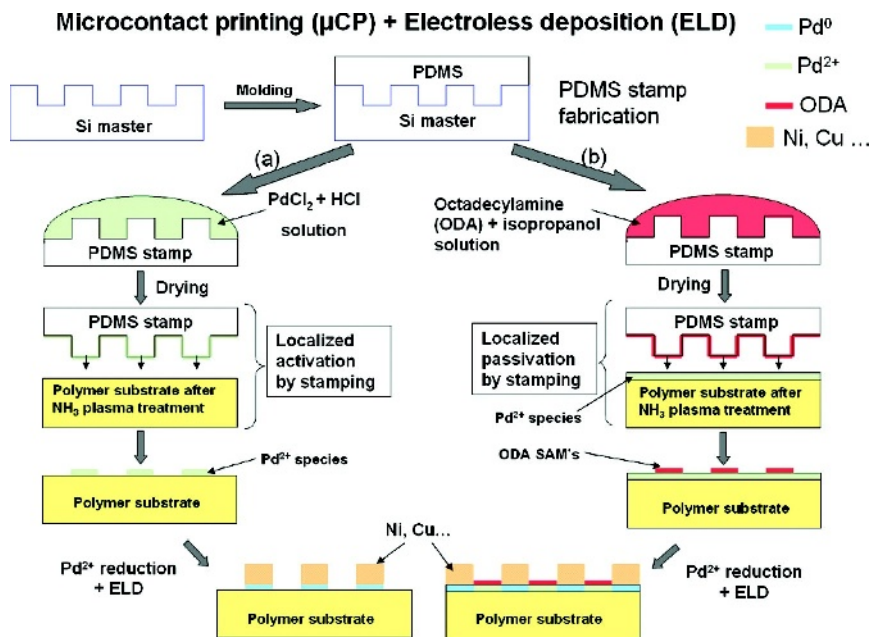 Microcontact printing (µCP) + Electroless deposition (ELD)
Pd⁰
Pd²⁺
ODA
Ni, Cu ...
Si master
Molding
PDMS
Si master
PDMS stamp
fabrication
(a)
(b)
PdCl₂ + HCl
solution
PDMS stamp
Drying
PDMS stamp
Localized
activation
by stamping
Polymer substrate after
NH₃ plasma treatment
Pd²⁺ species
Polymer substrate
Pd²⁺ reduction
+ ELD
Octadecylamine
(ODA) + isopropanol
solution
PDMS stamp
Drying
PDMS stamp
Localized
passivation
by stamping
Polymer substrate after
NH₃ plasma treatment
Pd²⁺ species
ODA SAM's
Polymer substrate
Pd²⁺ reduction
+ ELD
Ni, Cu...
Polymer substrate
Polymer substrate